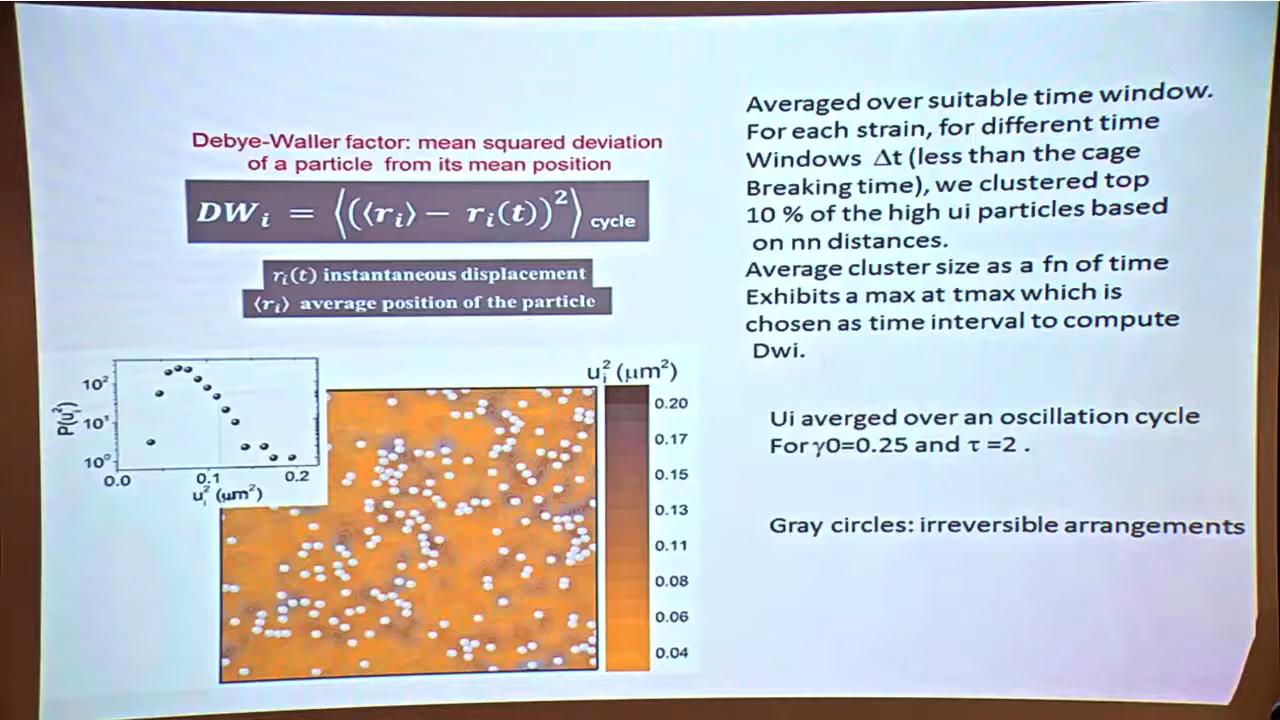 Debye-Waller factor: mean squared deviation
of a particle from its mean position
DWᵢ = ⟨(⟨rᵢ⟩ − rᵢ(t))²⟩ cycle
rᵢ(t) instantaneous displacement
⟨rᵢ⟩ average position of the particle
Averaged over suitable time window.
For each strain, for different time
Windows Δt (less than the cage
Breaking time), we clustered top
10 % of the high ui particles based
on nn distances.
Average cluster size as a fn of time
Exhibits a max at tmax which is
chosen as time interval to compute
Dwi.
Ui averged over an oscillation cycle
For γ0=0.25 and τ =2 .
Gray circles: irreversible arrangements
P(uᵢ²)
10²
10¹
10⁰
0.0
0.1
0.2
uᵢ² (μm²)
uᵢ² (μm²)
0.20
0.17
0.15
0.13
0.11
0.08
0.06
0.04